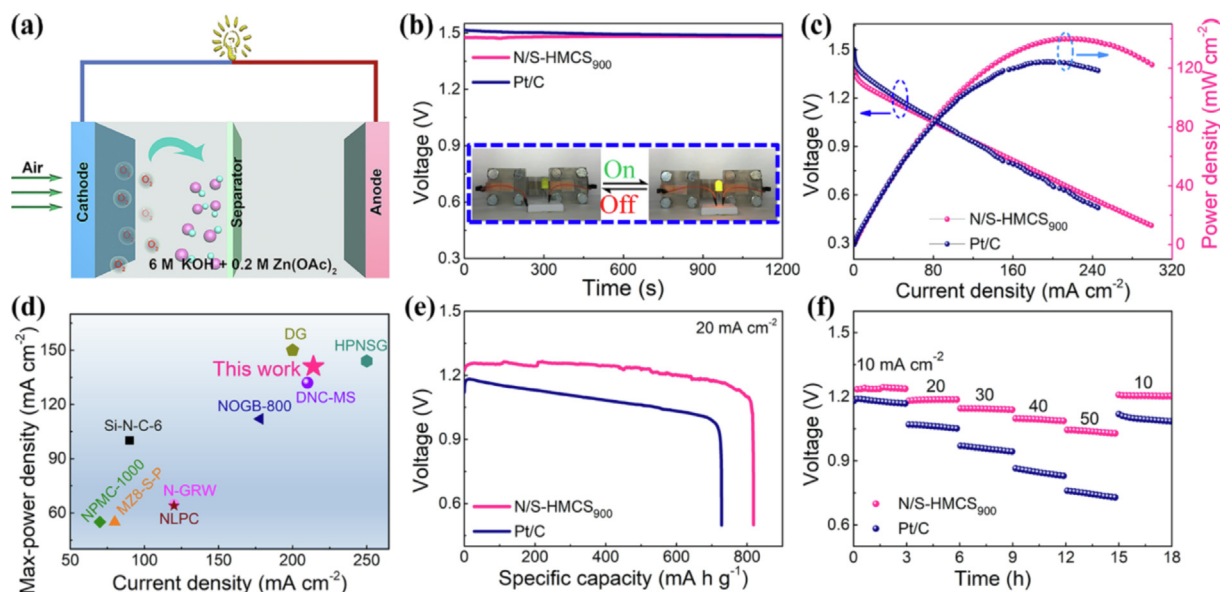 (a)
Air
Cathode
O₂
O₂
O₂
O₂
O₂
Separator
Anode
6 M KOH + 0.2 M Zn(OAc)₂
(b)
Voltage (V)
1.5
1.2
0.9
0.6
0.3
N/S-HMCS₉₀₀
Pt/C
On
Off
0 300 600 900 1200
Time (s)
(c)
Voltage (V)
1.5
1.2
0.9
0.6
0.3
N/S-HMCS₉₀₀
Pt/C
0 80 160 240 320
Current density (mA cm⁻²)
120
80
40
0
Power density (mW cm⁻²)
(d)
Max-power density (mA cm⁻²)
150
120
90
60
DG
HPNSG
This work
DNC-MS
NOGB-800
Si-N-C-6
NPMC-1000
MZ8-S-P
N-GRW
NLPC
50 100 150 200 250
Current density (mA cm⁻²)
(e)
Voltage (V)
1.5
1.2
0.9
0.6
20 mA cm⁻²
N/S-HMCS₉₀₀
Pt/C
0 200 400 600 800
Specific capacity (mA h g⁻¹)
(f)
Voltage (V)
1.5
1.2
0.9
0.6
10 mA cm⁻²
20
30
40
50
10
N/S-HMCS₉₀₀
Pt/C
0 3 6 9 12 15 18
Time (h)